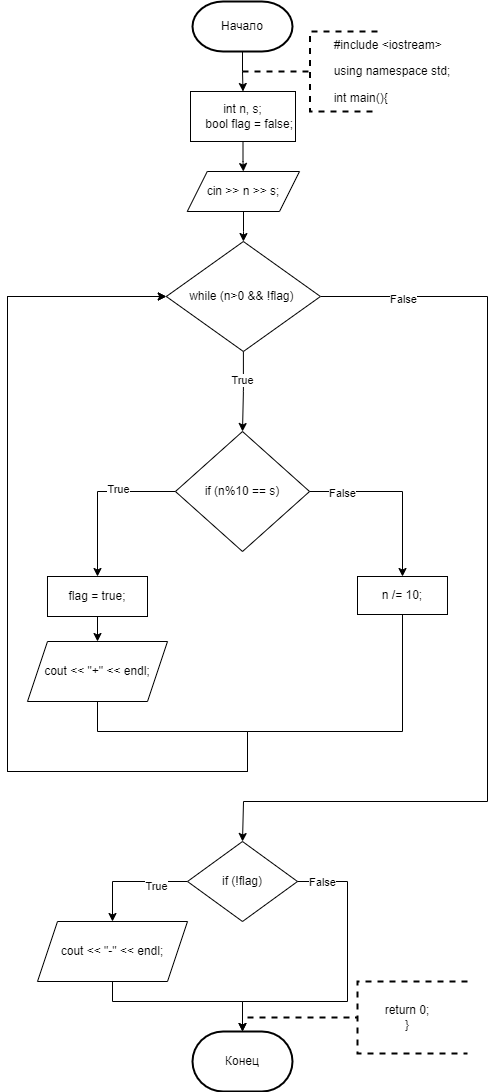 Начало
#include <iostream>
using namespace std;
int main(){
int n, s;
bool flag = false;
cin >> n >> s;
while (n>0 && !flag)
False
True
if (n%10 == s)
True
False
flag = true;
n /= 10;
cout << "+" << endl;
if (!flag)
True
False
cout << "-" << endl;
return 0;
}
Конец